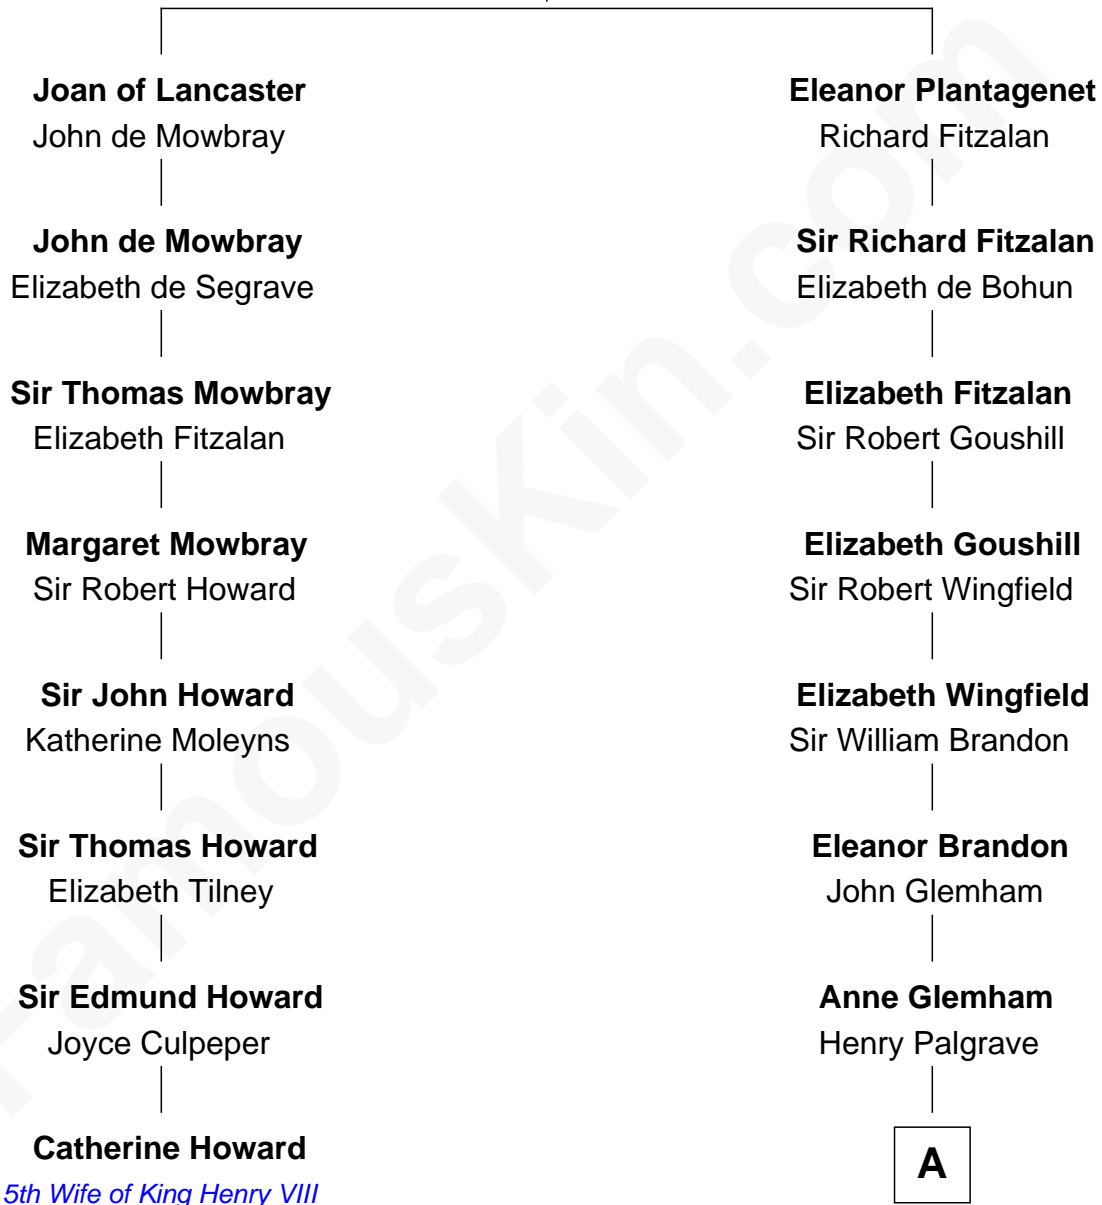 Joan of Lancaster
John de Mowbray
John de Mowbray
Elizabeth de Segrave
Sir Thomas Mowbray
Elizabeth Fitzalan
Margaret Mowbray
Sir Robert Howard
Sir John Howard
Katherine Moleyns
Sir Thomas Howard
Elizabeth Tilney
Sir Edmund Howard
Joyce Culpeper
Catherine Howard
5th Wife of King Henry VIII
Eleanor Plantagenet
Richard Fitzalan
Sir Richard Fitzalan
Elizabeth de Bohun
Elizabeth Fitzalan
Sir Robert Goushill
Elizabeth Goushill
Sir Robert Wingfield
Elizabeth Wingfield
Sir William Brandon
Eleanor Brandon
John Glemham
Anne Glemham
Henry Palgrave
A
FamousKin.com